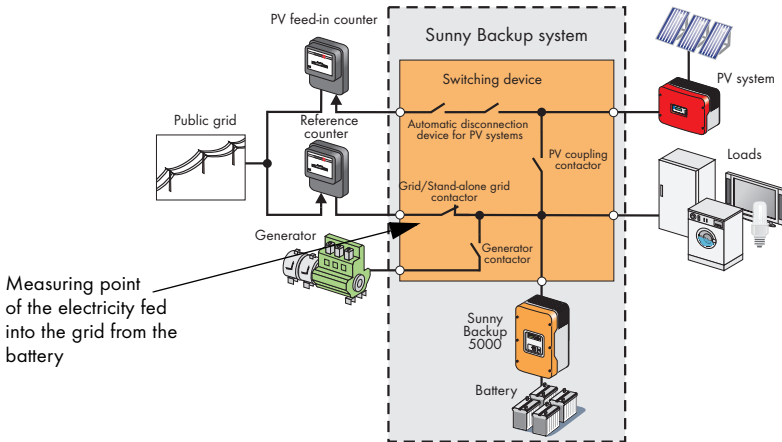 PV feed-in counter
Sunny Backup system
Switching device
PV system
Public grid
Reference
counter
Automatic disconnection
device for PV systems
PV coupling
contactor
Loads
Grid/Stand-alone grid
contactor
Generator
Generator
contactor
Measuring point
of the electricity fed
into the grid from the
battery
Sunny
Backup
5000
Battery